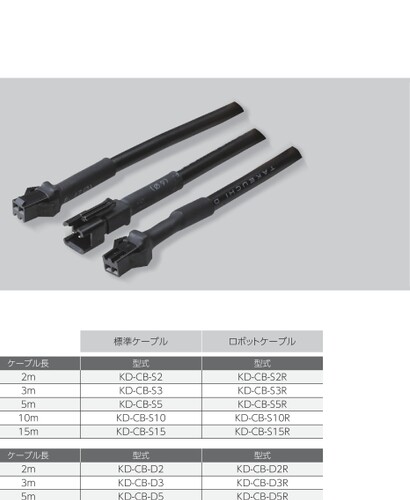 TAKEUCHI
標準ケーブル ロボットケーブル
ケーブル長 型式 型式
2m KD-CB-S2 KD-CB-S2R
3m KD-CB-S3 KD-CB-S3R
5m KD-CB-S5 KD-CB-S5R
10m KD-CB-S10 KD-CB-S10R
15m KD-CB-S15 KD-CB-S15R
ケーブル長 型式 型式
2m KD-CB-D2 KD-CB-D2R
3m KD-CB-D3 KD-CB-D3R
5m KD-CB-D5 KD-CB-D5R